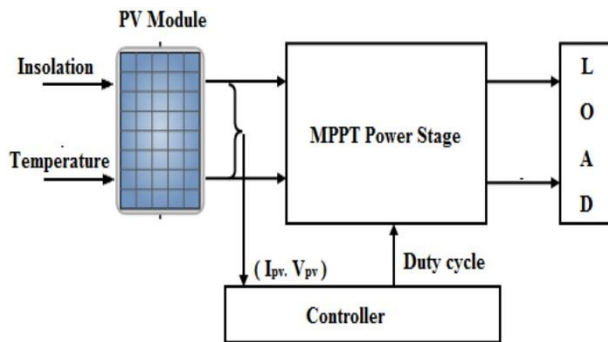 PV Module
Insolation
Temperature
MPPT Power Stage
L
O
A
D
( Ipv. Vpv )
Duty cycle
Controller